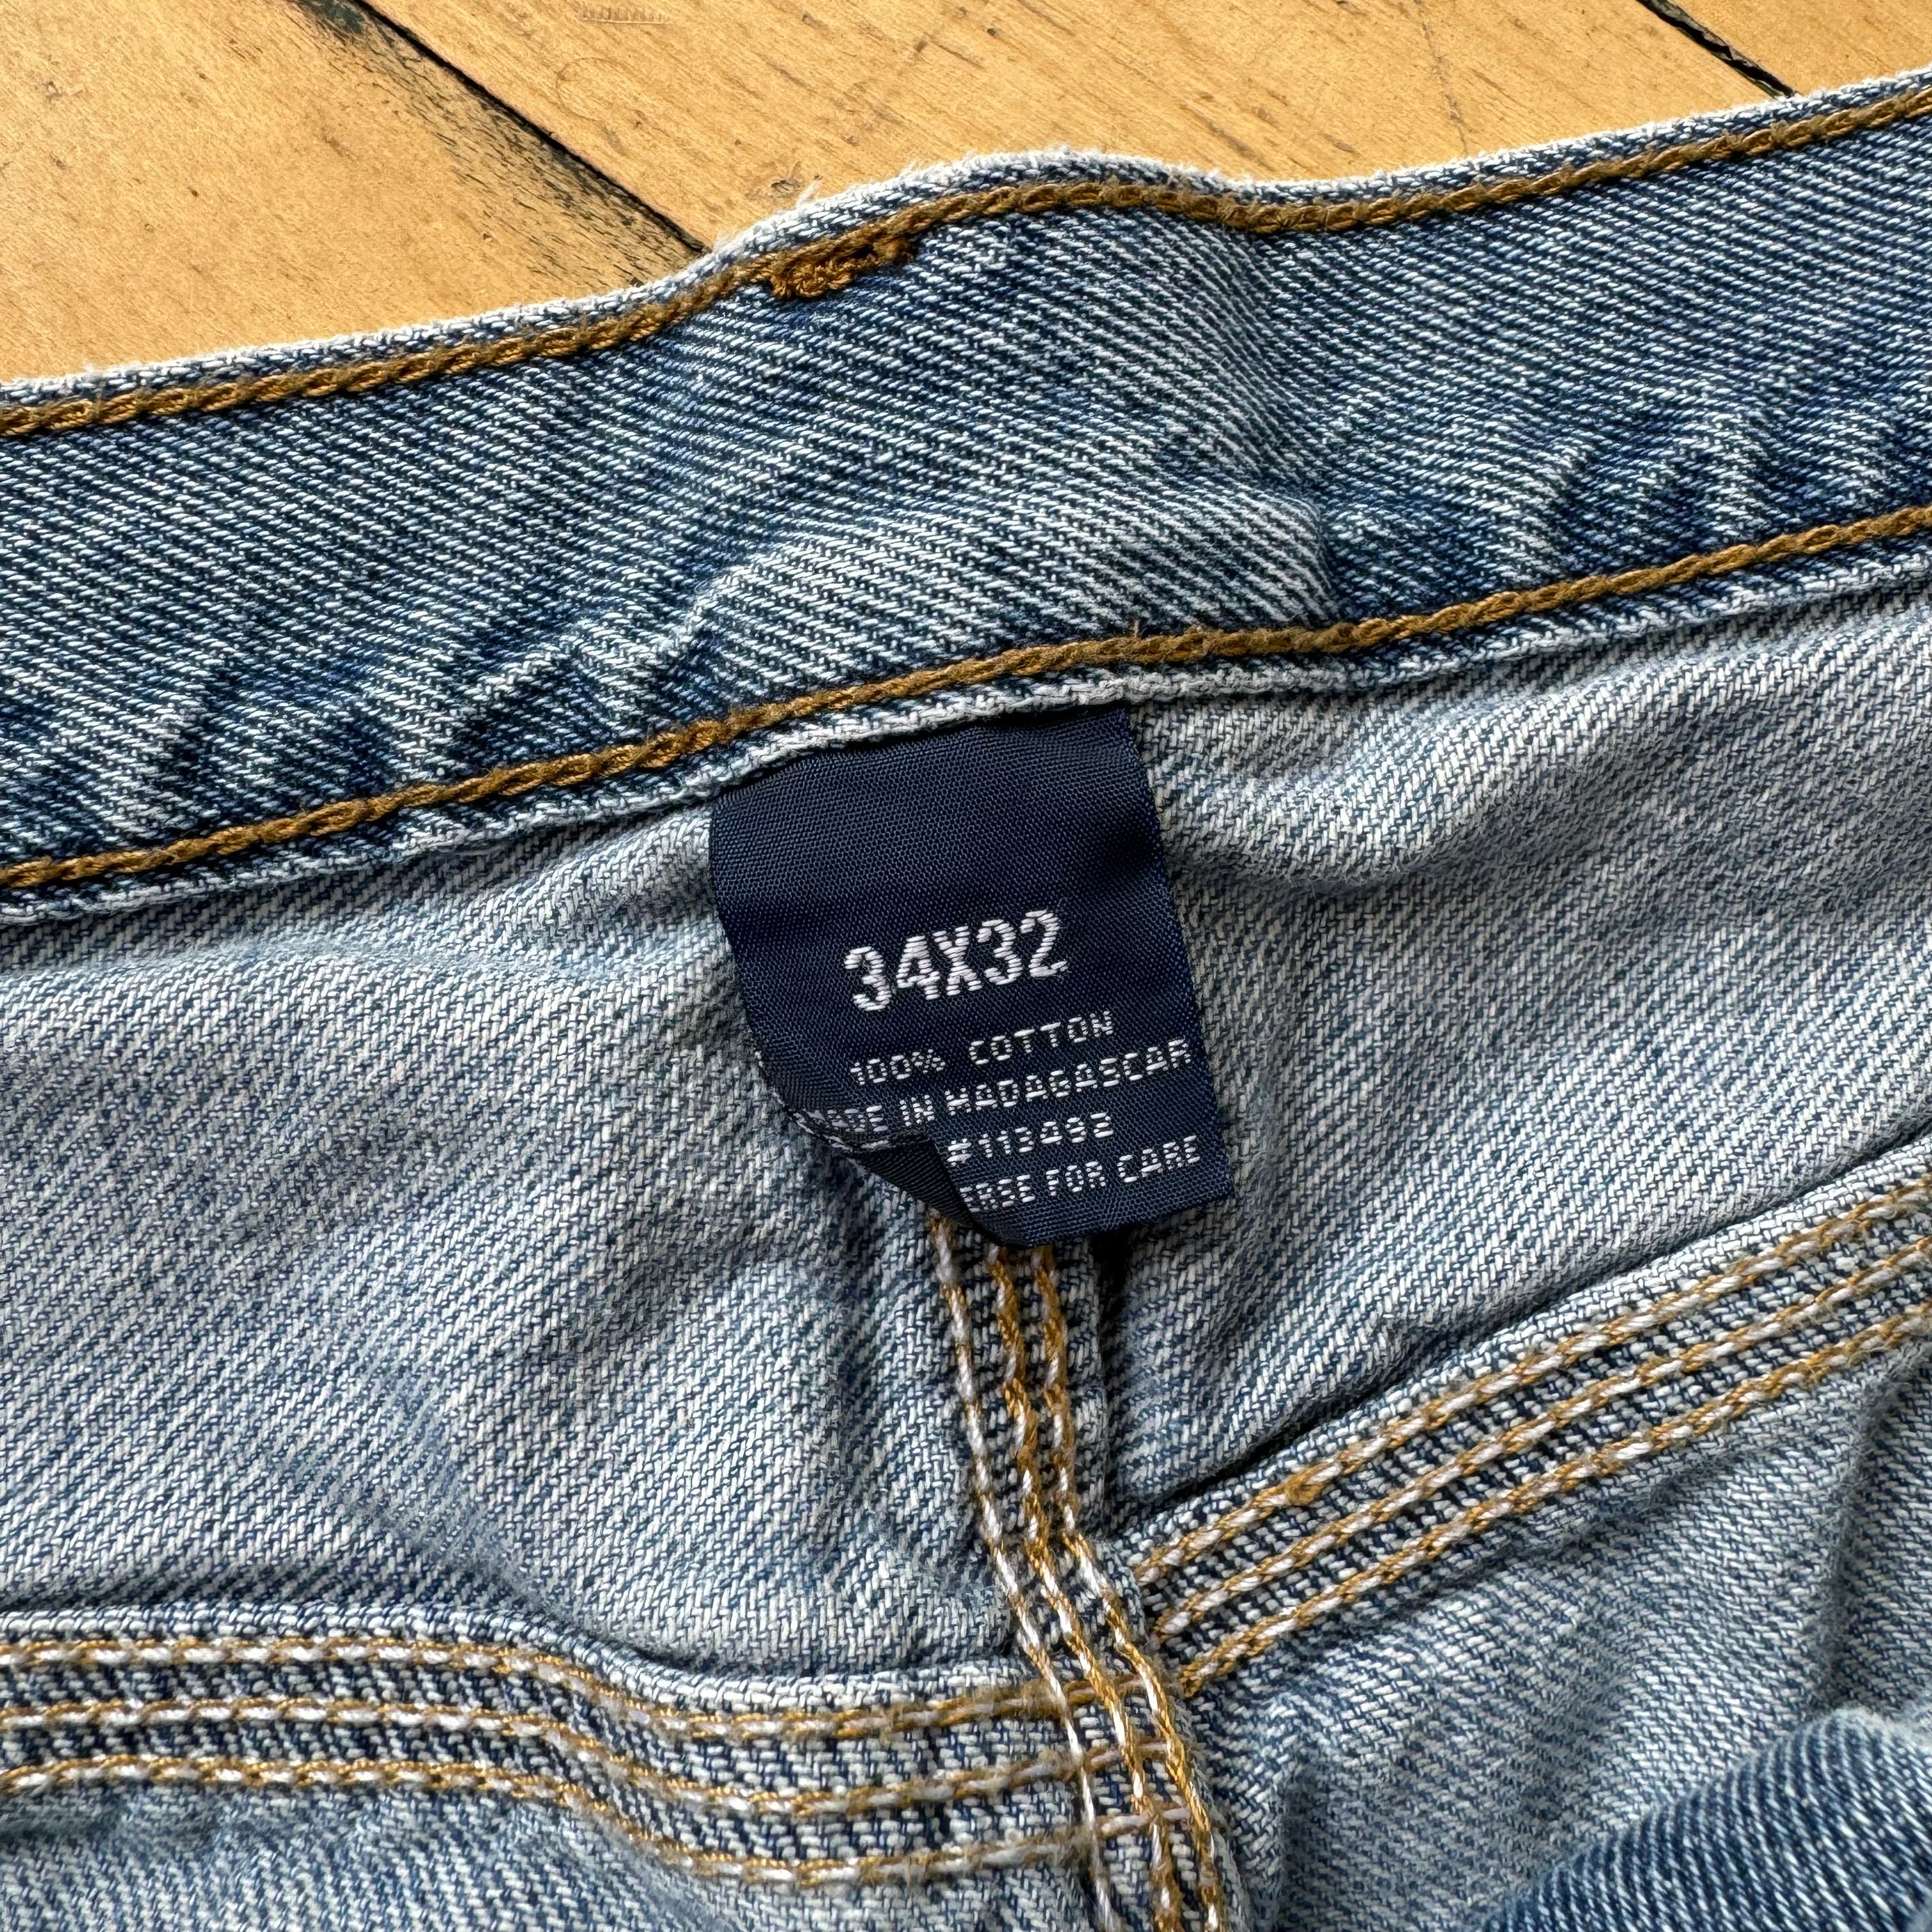 34X32
100% COTTON
MADE IN MADAGASCAR
#113492
FOR CARE